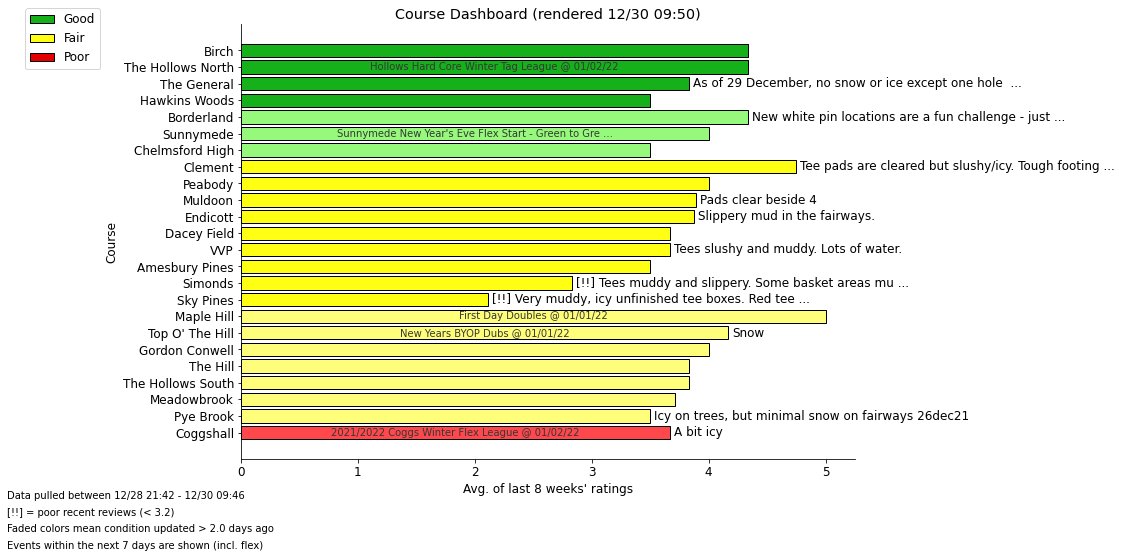 Course Dashboard (rendered 12/30 09:50)
Good
Fair
Poor
Course
Birch
The Hollows North Hollows Hard Core Winter Tag League @ 01/02/22
The General As of 29 December, no snow or ice except one hole ...
Hawkins Woods
Borderland New white pin locations are a fun challenge - just ...
Sunnymede Sunnymede New Year's Eve Flex Start - Green to Gre ...
Chelmsford High
Clement Tee pads are cleared but slushy/icy. Tough footing ...
Peabody
Muldoon Pads clear beside 4
Endicott Slippery mud in the fairways.
Dacey Field
VVP Tees slushy and muddy. Lots of water.
Amesbury Pines
Simonds [!!] Tees muddy and slippery. Some basket areas mu ...
Sky Pines [!!] Very muddy, icy unfinished tee boxes. Red tee ...
Maple Hill First Day Doubles @ 01/01/22
Top O' The Hill New Years BYOP Dubs @ 01/01/22 Snow
Gordon Conwell
The Hill
The Hollows South
Meadowbrook
Pye Brook Icy on trees, but minimal snow on fairways 26dec21
Coggshall 2021/2022 Coggs Winter Flex League @ 01/02/22 A bit icy
0 1 2 3 4 5
Avg. of last 8 weeks' ratings
Data pulled between 12/28 21:42 - 12/30 09:46
[!!] = poor recent reviews (< 3.2)
Faded colors mean condition updated > 2.0 days ago
Events within the next 7 days are shown (incl. flex)